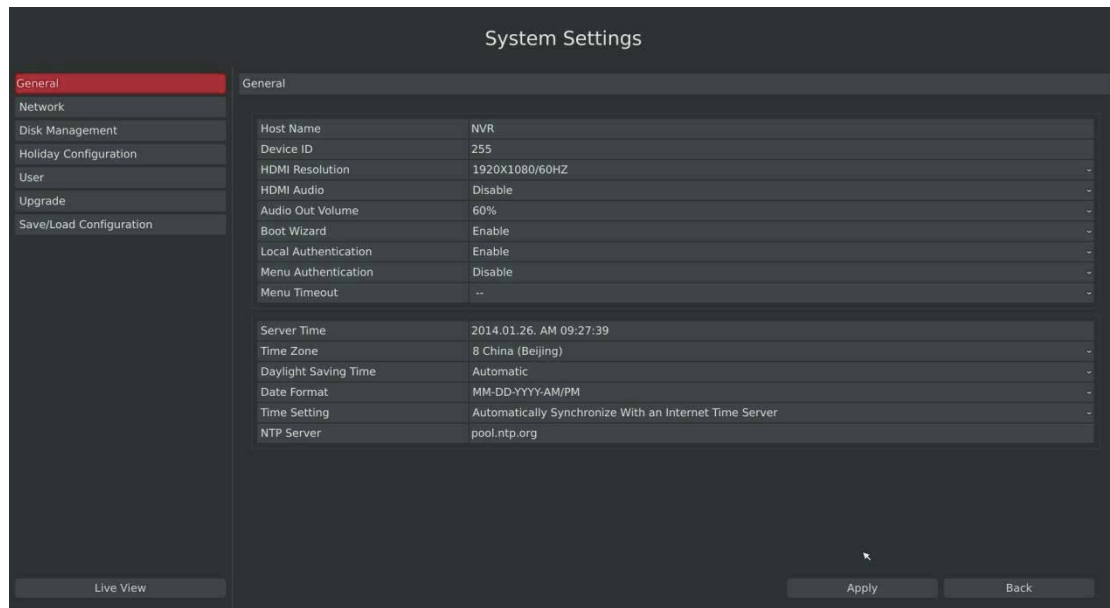 System Settings
General
Network
Disk Management
Holiday Configuration
User
Upgrade
Save/Load Configuration
Live View
General
Host Name NVR
Device ID 255
HDMI Resolution 1920X1080/60HZ
HDMI Audio Disable
Audio Out Volume 60%
Boot Wizard Enable
Local Authentication Enable
Menu Authentication Disable
Menu Timeout --
Server Time 2014.01.26. AM 09:27:39
Time Zone 8 China (Beijing)
Daylight Saving Time Automatic
Date Format MM-DD-YYYY-AM/PM
Time Setting Automatically Synchronize With an Internet Time Server
NTP Server pool.ntp.org
Apply Back